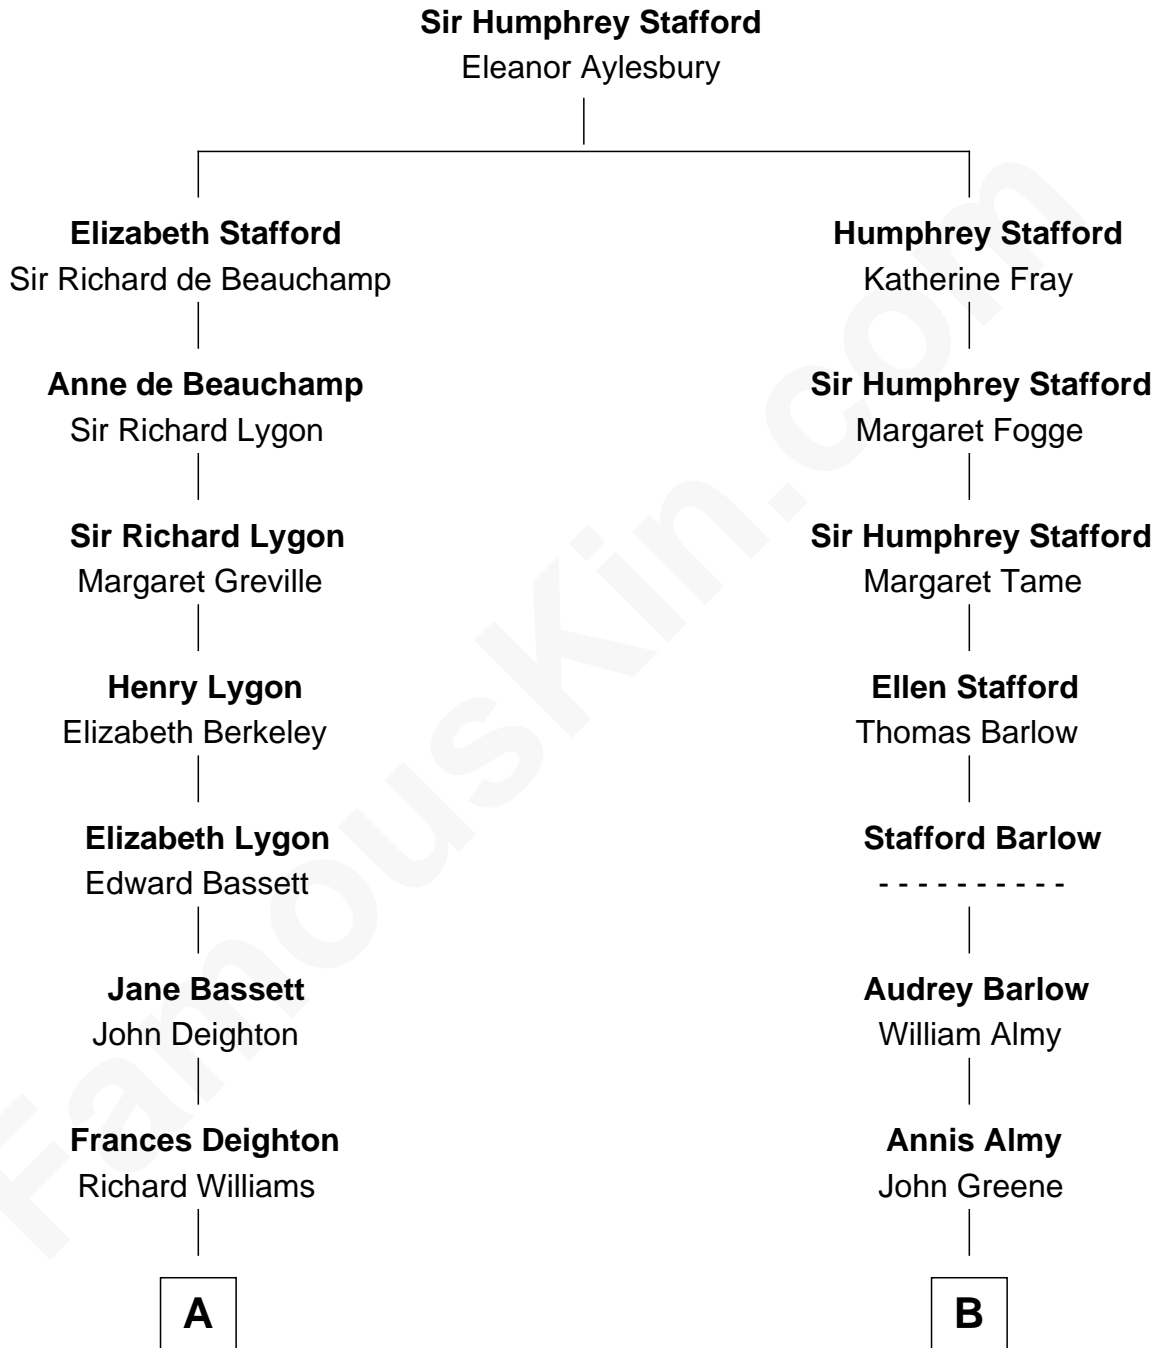 Sir Humphrey Stafford
Eleanor Aylesbury
Elizabeth Stafford
Sir Richard de Beauchamp
Humphrey Stafford
Katherine Fray
Anne de Beauchamp
Sir Richard Lygon
Sir Humphrey Stafford
Margaret Fogge
Sir Richard Lygon
Margaret Greville
Sir Humphrey Stafford
Margaret Tame
Henry Lygon
Elizabeth Berkeley
Ellen Stafford
Thomas Barlow
Elizabeth Lygon
Edward Bassett
Stafford Barlow
- - - - - - - - - -
Jane Bassett
John Deighton
Audrey Barlow
William Almy
Frances Deighton
Richard Williams
Annis Almy
John Greene
A
B
FamousKin.com